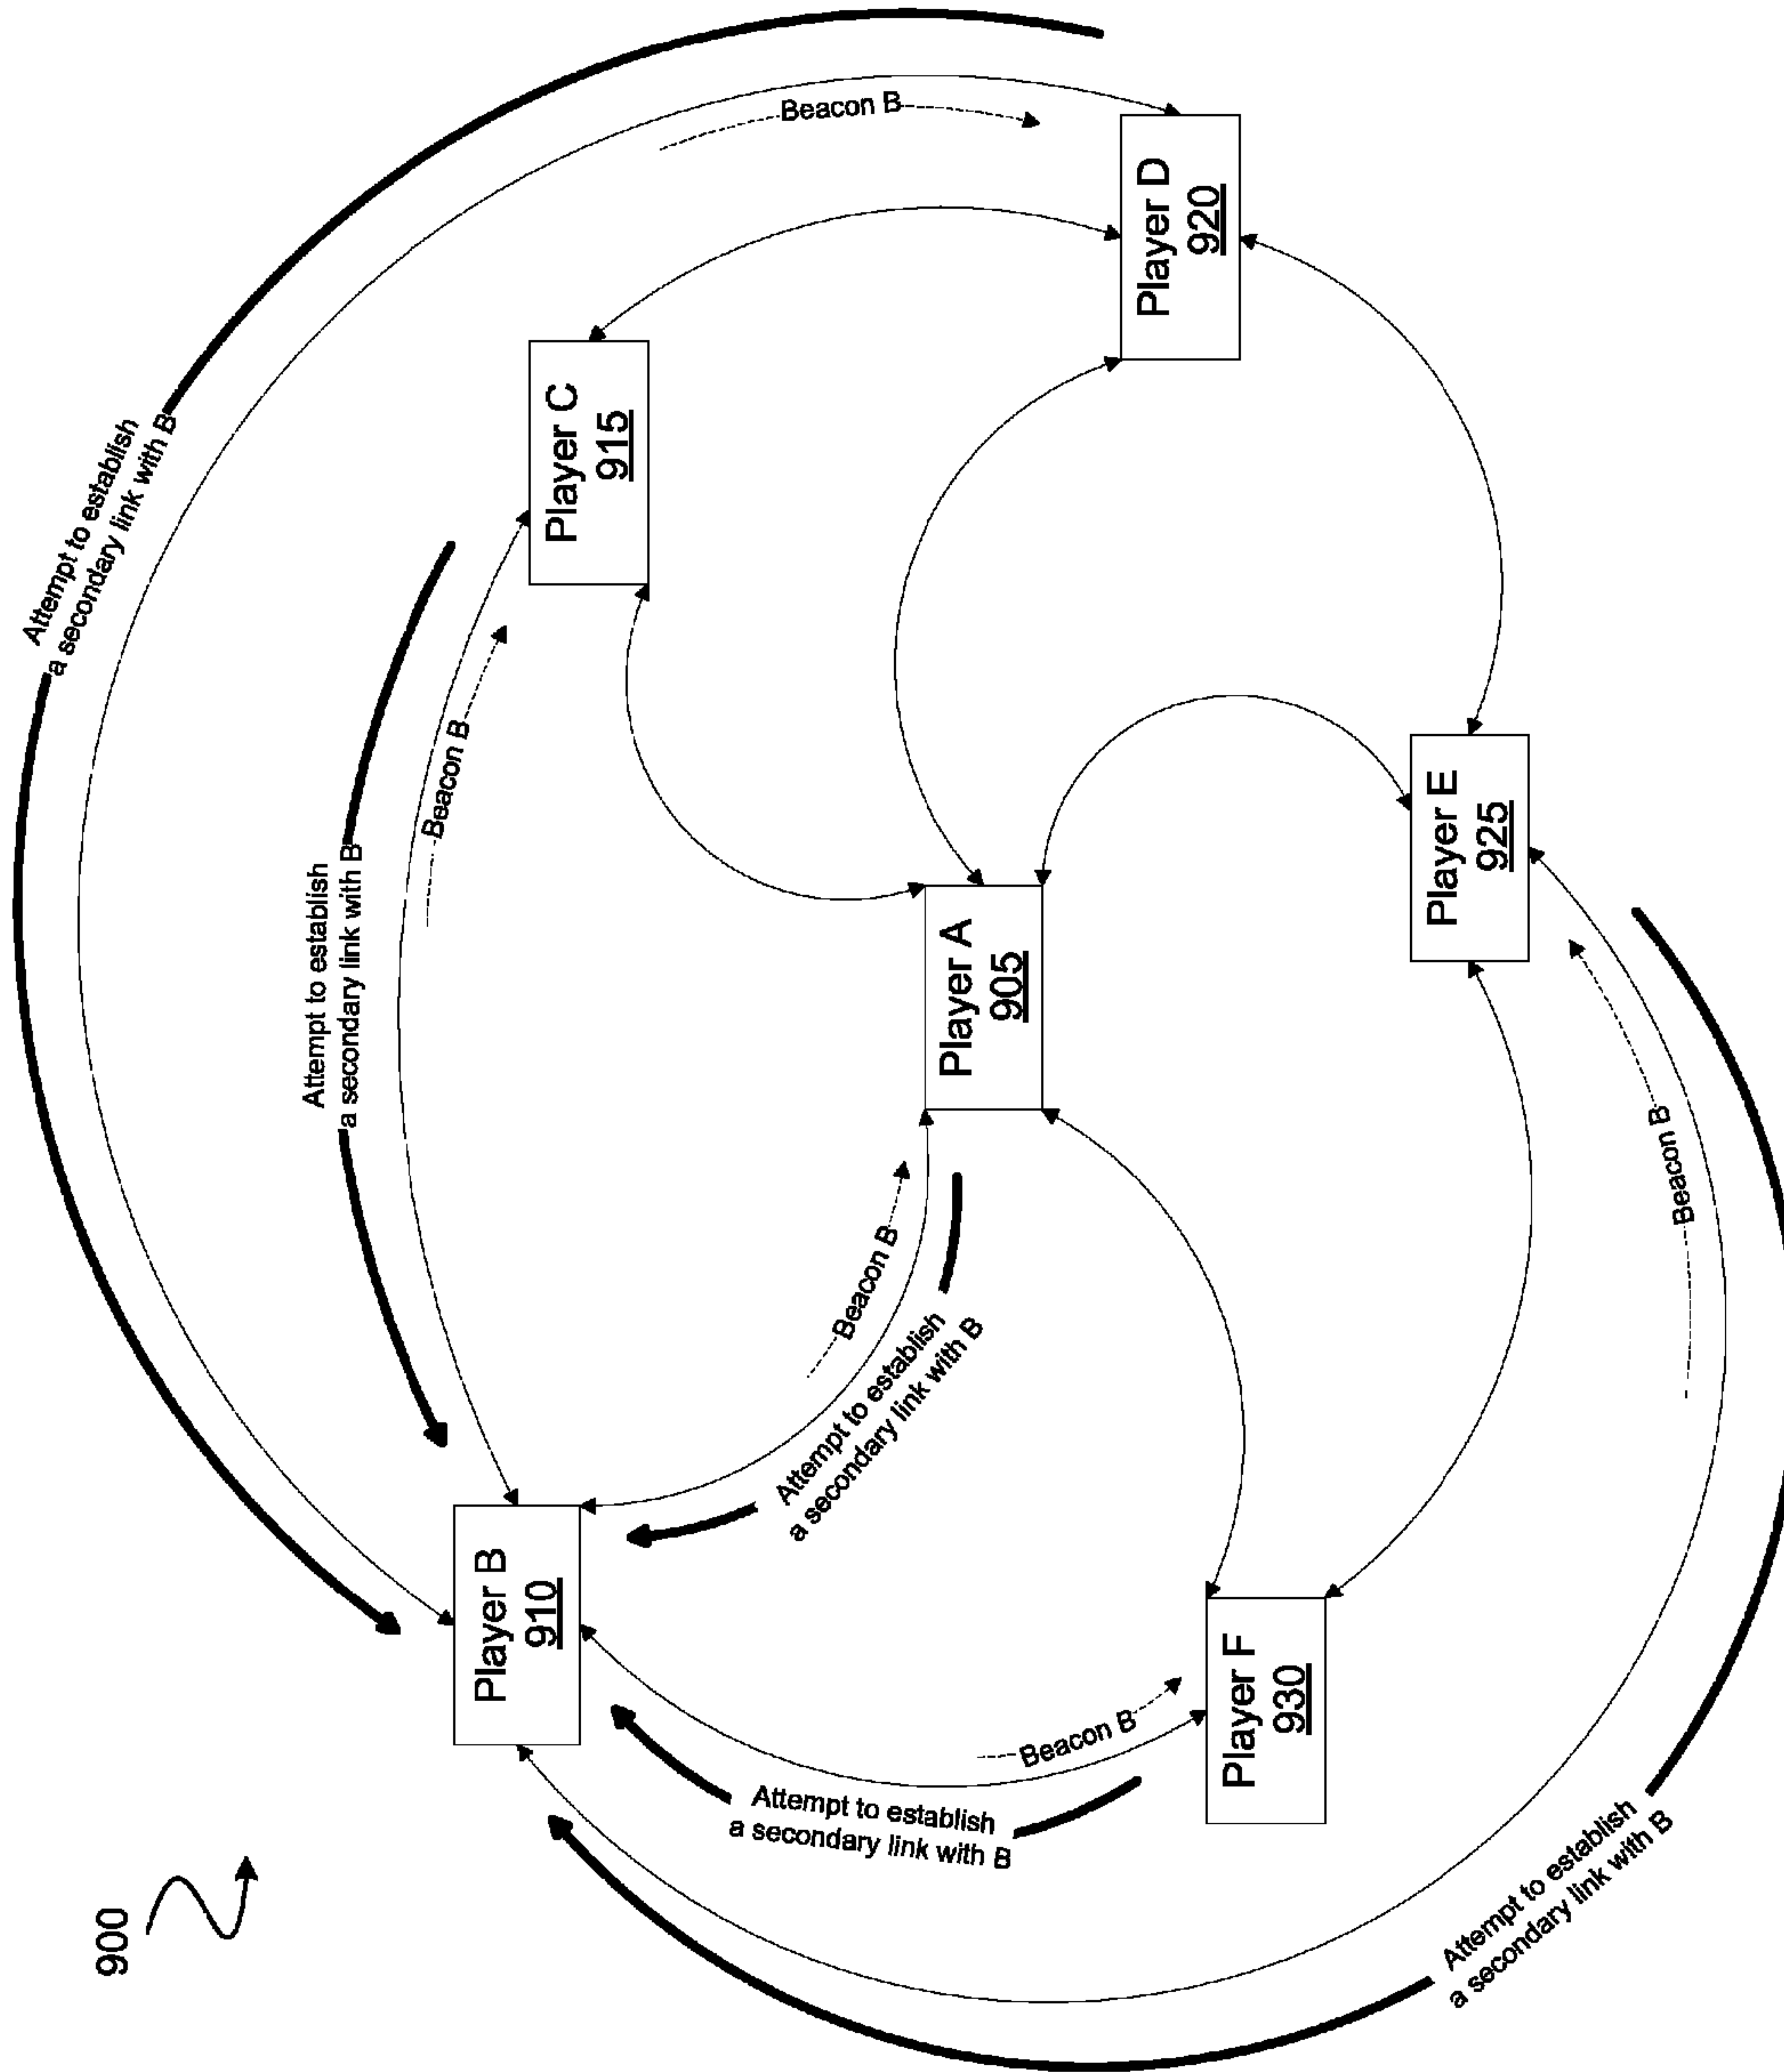 900
Player B
910
Player F
930
Player A
905
Player C
915
Player D
920
Player E
925
Attempt to establish
a secondary link with B
Beacon B
Attempt to establish
a secondary link with B
Beacon B
Attempt to establish
a secondary link with B
Beacon B
Attempt to establish
a secondary link with B
Beacon B
Attempt to establish
a secondary link with B
Beacon B